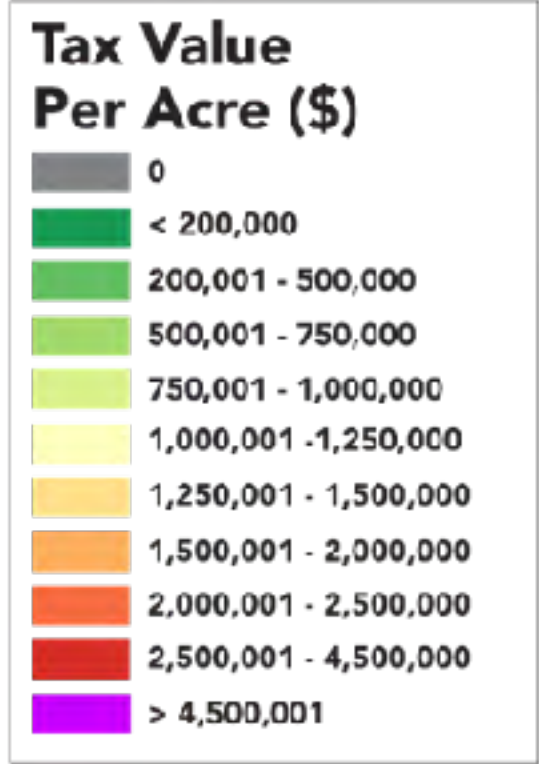 Tax Value
Per Acre ($)
0
< 200,000
200,001 - 500,000
500,001 - 750,000
750,001 - 1,000,000
1,000,001 -1,250,000
1,250,001 - 1,500,000
1,500,001 - 2,000,000
2,000,001 - 2,500,000
2,500,001 - 4,500,000
> 4,500,001